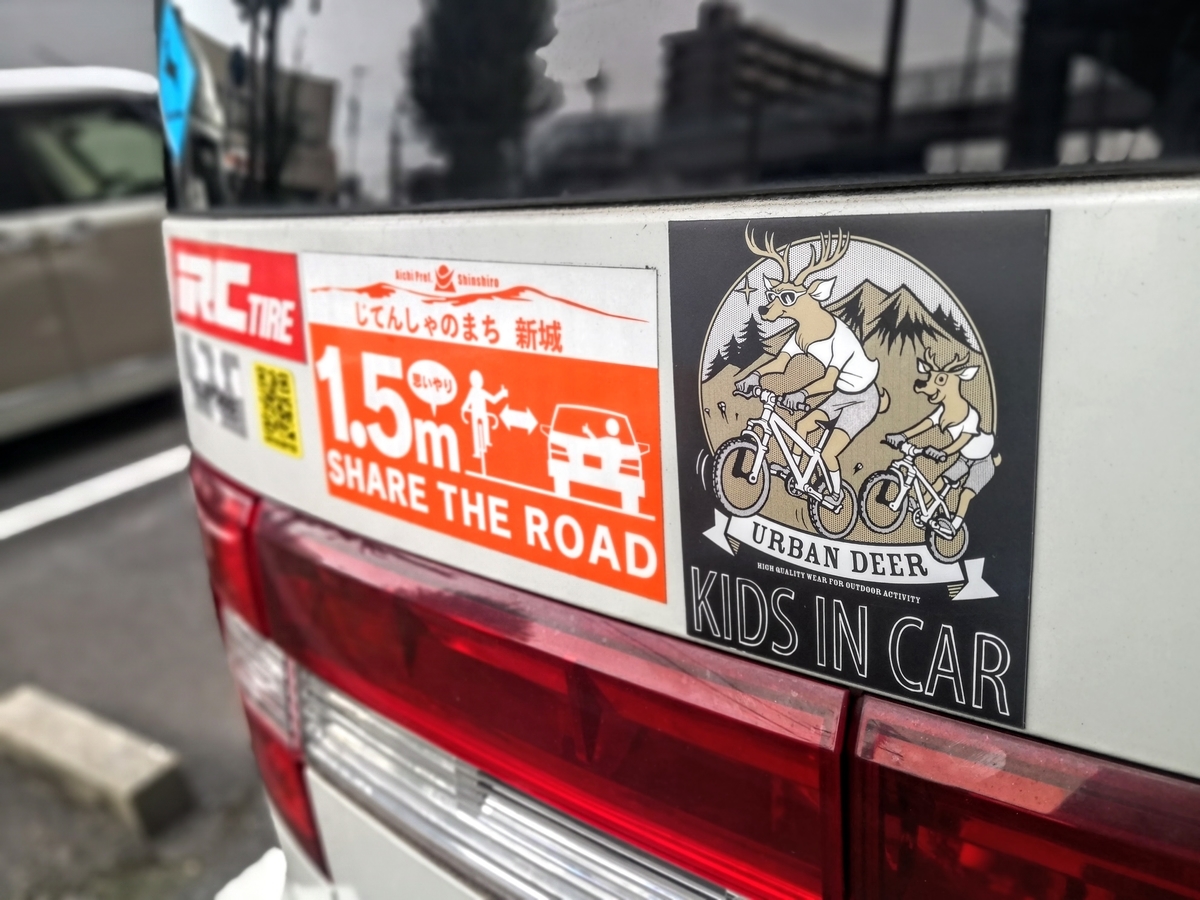 iRC TIRE
Aichi Pref. Shinshiro
じてんしゃのまち 新城
1.5m
思いやり
SHARE THE ROAD
URBAN DEER
HIGH QUALITY WEAR FOR OUTDOOR ACTIVITY
KIDS IN CAR